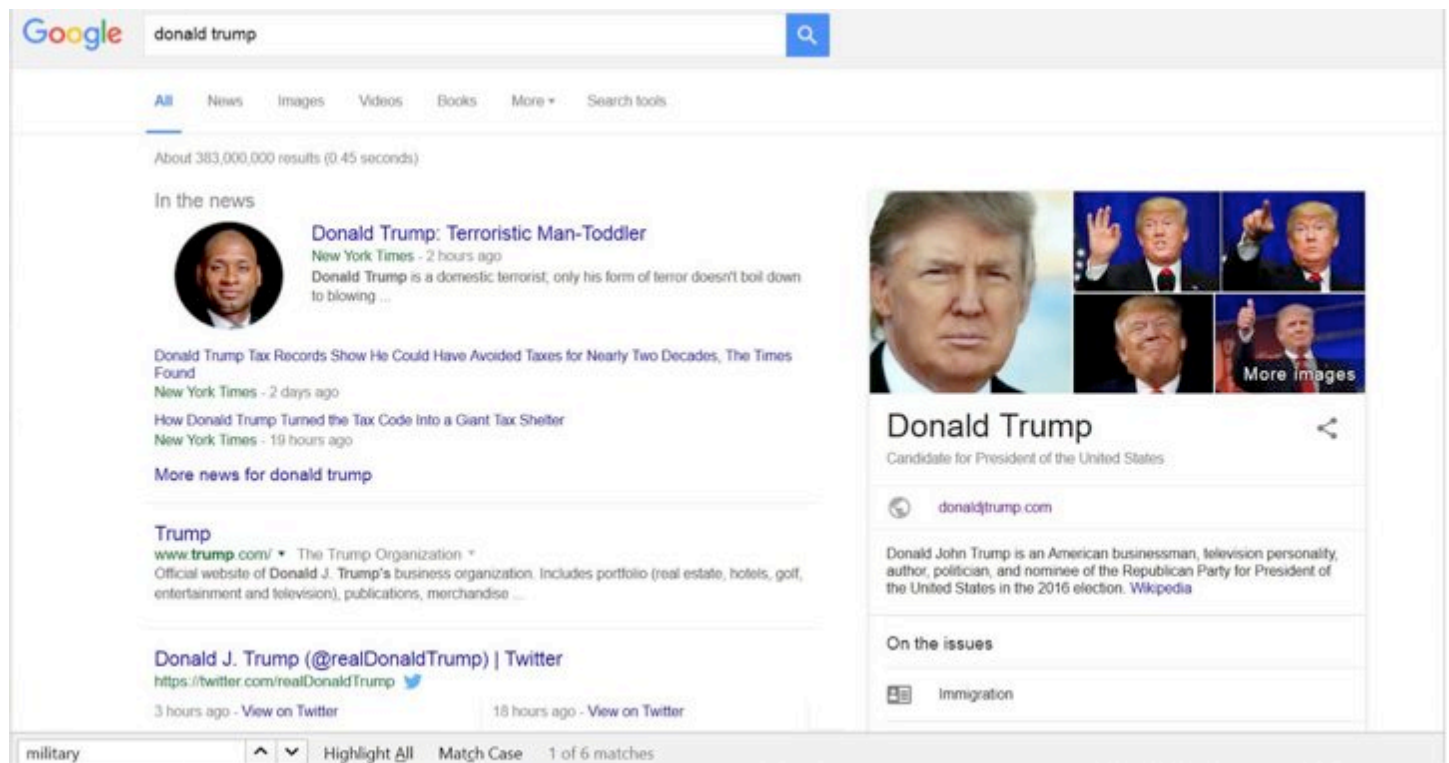 Google
donald trump
All News Images Videos Books More ▾ Search tools
About 383,000,000 results (0.45 seconds)
In the news
Donald Trump: Terroristic Man-Toddler
New York Times - 2 hours ago
Donald Trump is a domestic terrorist; only his form of terror doesn't boil down
to blowing ...
Donald Trump Tax Records Show He Could Have Avoided Taxes for Nearly Two Decades, The Times
Found
New York Times - 2 days ago
How Donald Trump Turned the Tax Code Into a Giant Tax Shelter
New York Times - 19 hours ago
More news for donald trump
Trump
www.trump.com/ ▾ The Trump Organization ▾
Official website of Donald J. Trump's business organization. Includes portfolio (real estate, hotels, golf,
entertainment and television), publications, merchandise ...
Donald J. Trump (@realDonaldTrump) | Twitter
https://twitter.com/realDonaldTrump
3 hours ago - View on Twitter
18 hours ago - View on Twitter
More images
Donald Trump
Candidate for President of the United States
donaldjtrump.com
Donald John Trump is an American businessman, television personality,
author, politician, and nominee of the Republican Party for President of
the United States in the 2016 election. Wikipedia
On the issues
Immigration
military Highlight All Match Case 1 of 6 matches